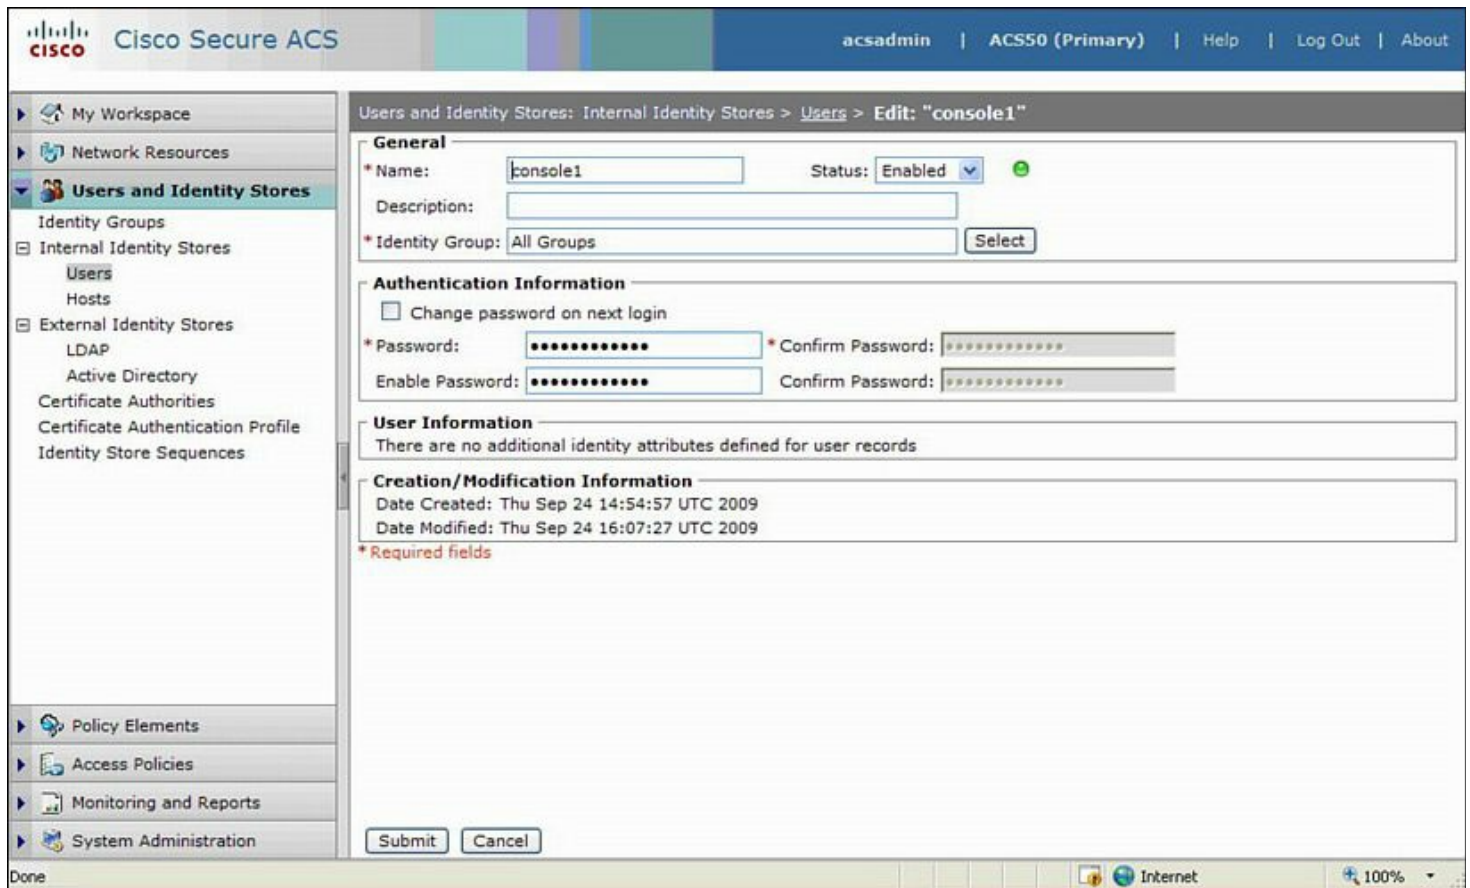 CISCO Cisco Secure ACS
acsadmin | ACS50 (Primary) | Help | Log Out | About
My Workspace
Network Resources
Users and Identity Stores
Identity Groups
Internal Identity Stores
Users
Hosts
External Identity Stores
LDAP
Active Directory
Certificate Authorities
Certificate Authentication Profile
Identity Store Sequences
Policy Elements
Access Policies
Monitoring and Reports
System Administration
Users and Identity Stores: Internal Identity Stores > Users > Edit: "console1"
General
* Name: console1 Status: Enabled
Description:
* Identity Group: All Groups Select
Authentication Information
Change password on next login
* Password: •••••••••••• * Confirm Password: ••••••••••••
Enable Password: •••••••••••• Confirm Password: ••••••••••••
User Information
There are no additional identity attributes defined for user records
Creation/Modification Information
Date Created: Thu Sep 24 14:54:57 UTC 2009
Date Modified: Thu Sep 24 16:07:27 UTC 2009
* Required fields
Submit Cancel
Done Internet 100%